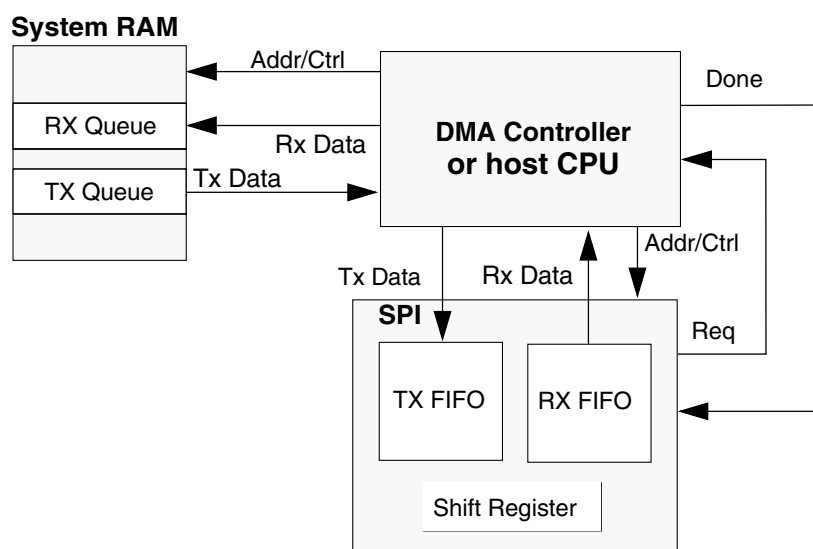 System RAM
Addr/Ctrl
Done
RX Queue
Rx Data
DMA Controller
or host CPU
TX Queue
Tx Data
Addr/Ctrl
Tx Data
Rx Data
SPI
Req
TX FIFO
RX FIFO
Shift Register